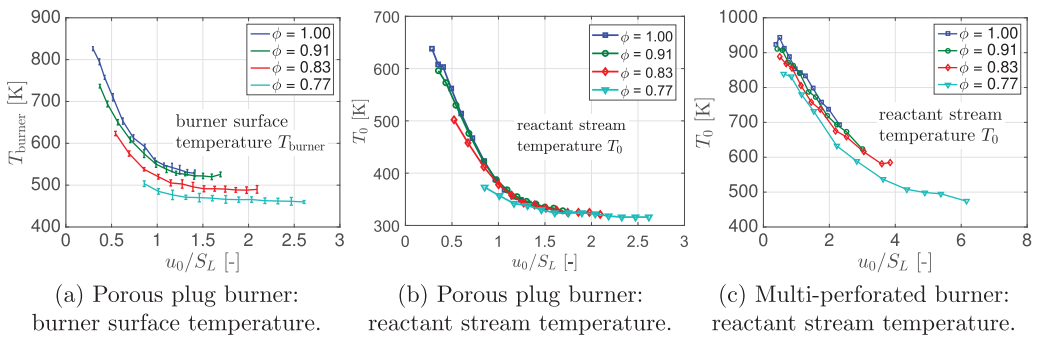 900
800
700
600
500
400
0
0.5
1
1.5
2
2.5
3
T_burner [K]
u_0/S_L [-]
ϕ = 1.00
ϕ = 0.91
ϕ = 0.83
ϕ = 0.77
burner surface
temperature T_burner
(a) Porous plug burner:
burner surface temperature.
700
600
500
400
300
0
0.5
1
1.5
2
2.5
3
T_0 [K]
u_0/S_L [-]
ϕ = 1.00
ϕ = 0.91
ϕ = 0.83
ϕ = 0.77
reactant stream
temperature T_0
(b) Porous plug burner:
reactant stream temperature.
1000
900
800
700
600
500
400
0
2
4
6
8
T_0 [K]
u_0/S_L [-]
ϕ = 1.00
ϕ = 0.91
ϕ = 0.83
ϕ = 0.77
reactant stream
temperature T_0
(c) Multi-perforated burner:
reactant stream temperature.